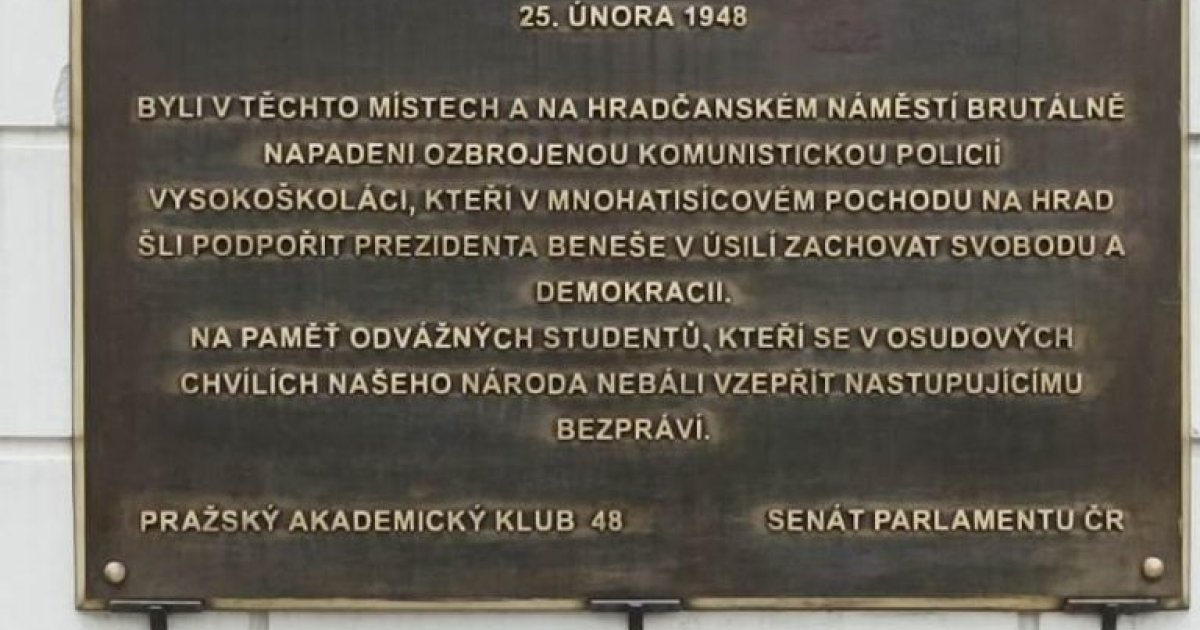 25. ÚNORA 1948
BYLI V TĚCHTO MÍSTECH A NA HRADČANSKÉM NÁMĚSTÍ BRUTÁLNĚ
NAPADENI OZBROJENOU KOMUNISTICKOU POLICIÍ
VYSOKOŠKOLÁCI, KTEŘÍ V MNOHATISÍCOVÉM POCHODU NA HRAD
ŠLI PODPOŘIT PREZIDENTA BENEŠE V ÚSILÍ ZACHOVAT SVOBODU A
DEMOKRACII.
NA PAMĚŤ ODVÁŽNÝCH STUDENTŮ, KTEŘÍ SE V OSUDOVÝCH
CHVÍLÍCH NAŠEHO NÁRODA NEBÁLI VZEPŘÍT NASTUPUJÍCÍMU
BEZPRÁVÍ.
PRAŽSKÝ AKADEMICKÝ KLUB 48 SENÁT PARLAMENTU ČR